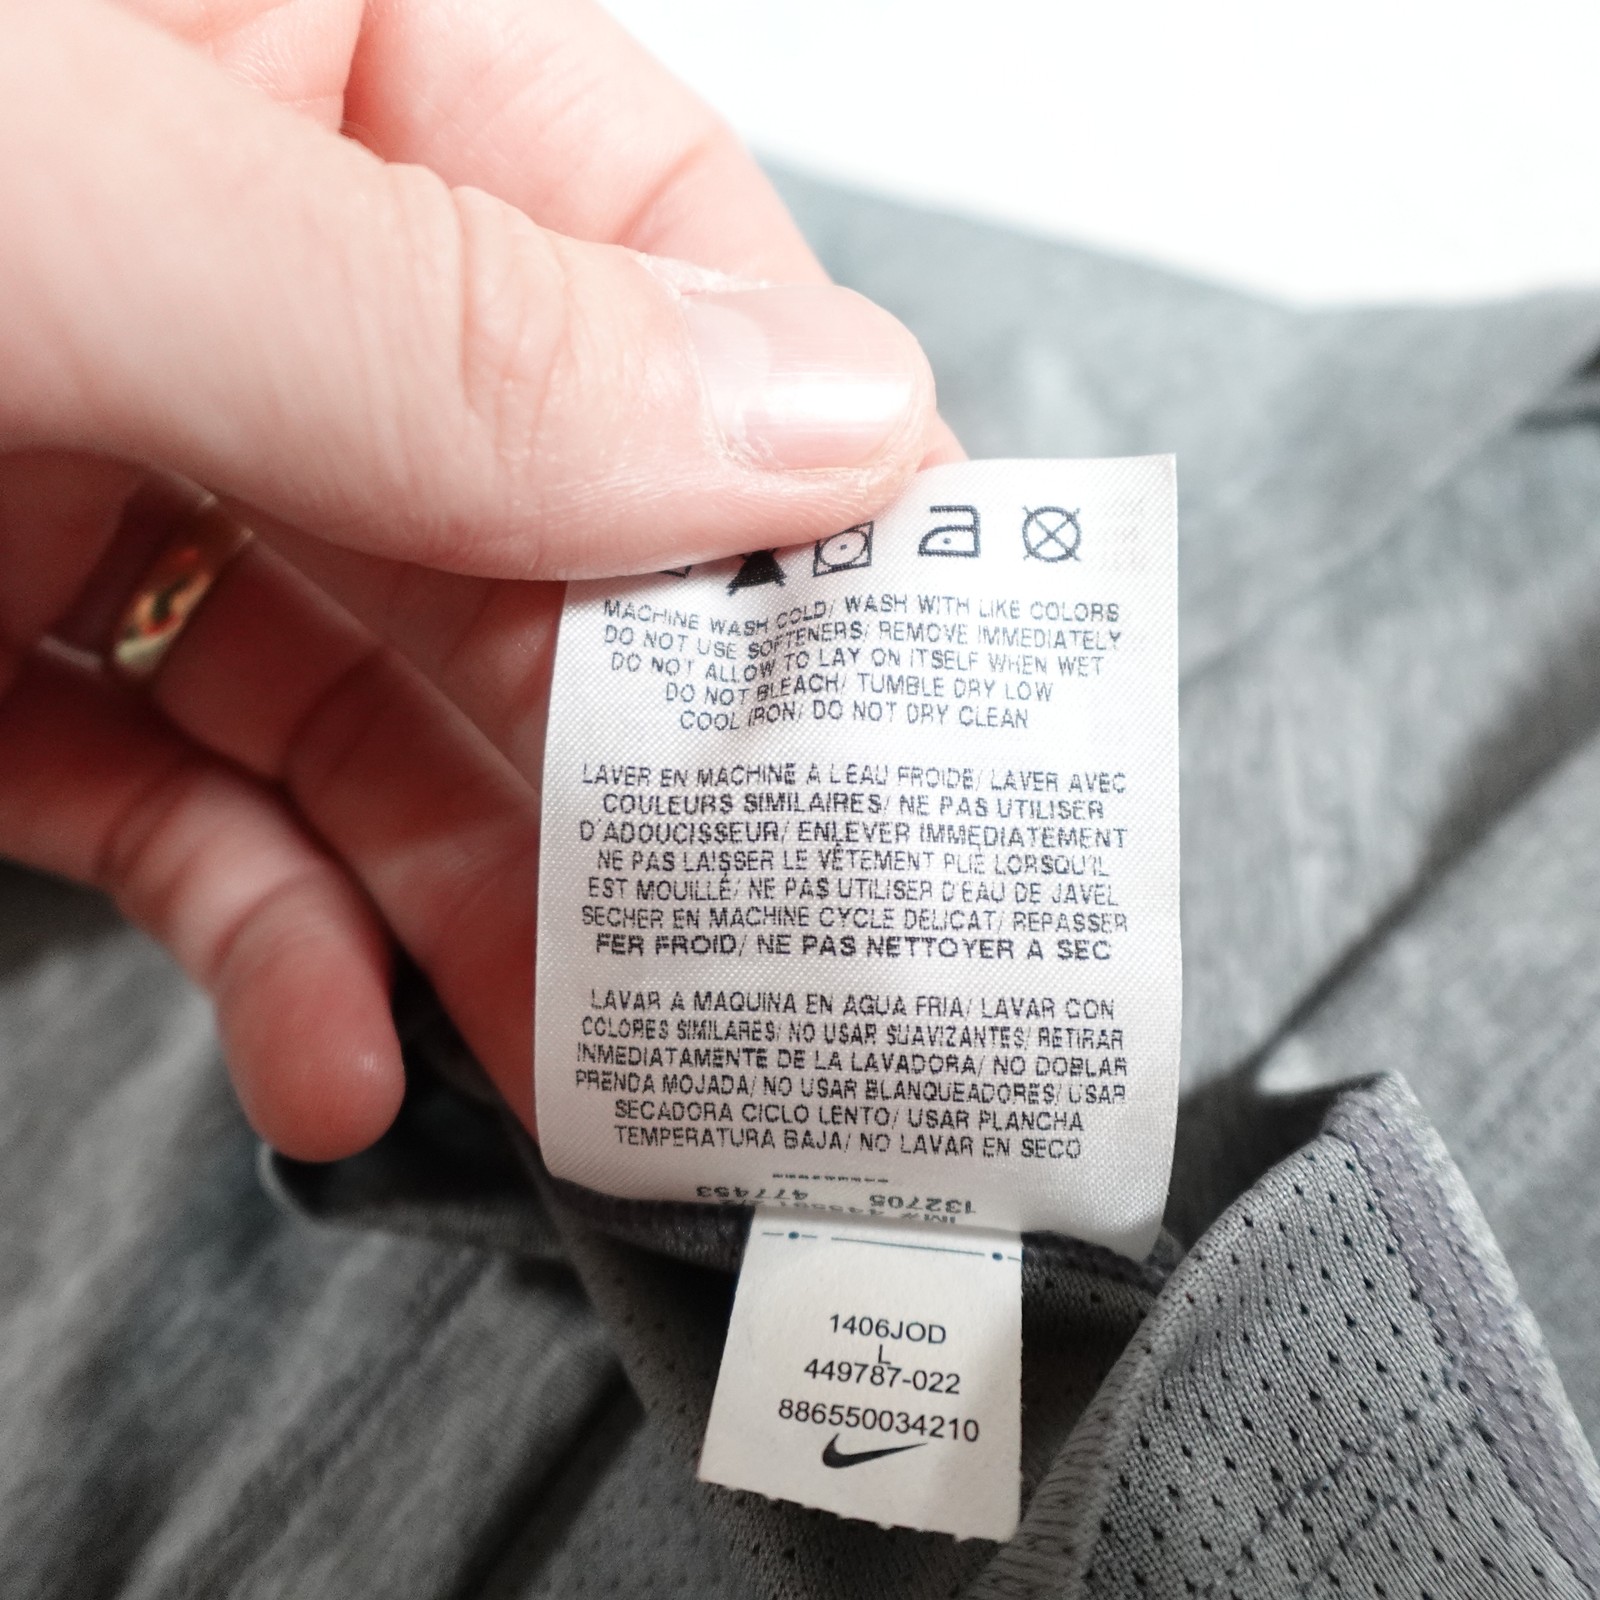 MACHINE WASH COLD/ WASH WITH LIKE COLORS
DO NOT USE SOFTENERS/ REMOVE IMMEDIATELY
DO NOT ALLOW TO LAY ON ITSELF WHEN WET
DO NOT BLEACH/ TUMBLE DRY LOW
COOL IRON/ DO NOT DRY CLEAN
LAVER EN MACHINE A L'EAU FROIDE/ LAVER AVEC
COULEURS SIMILAIRES/ NE PAS UTILISER
D'ADOUCISSEUR/ ENLEVER IMMEDIATEMENT
NE PAS LAISSER LE VÊTEMENT PLIE LORSQU'IL
EST MOUILLÉ/ NE PAS UTILISER D'EAU DE JAVEL
SECHER EN MACHINE CYCLE DELICAT/ REPASSER
FER FROID/ NE PAS NETTOYER A SEC
LAVAR A MAQUINA EN AGUA FRIA/ LAVAR CON
COLORES SIMILARES/ NO USAR SUAVIZANTES/ RETIRAR
INMEDIATAMENTE DE LA LAVADORA/ NO DOBLAR
PRENDA MOJADA/ NO USAR BLANQUEADORES/ USAR
SECADORA CICLO LENTO/ USAR PLANCHA
TEMPERATURA BAJA/ NO LAVAR EN SECO
132705 477453
1406JOD
L
449787-022
886550034210